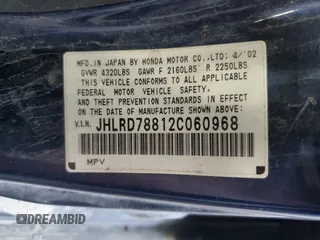 MFD. IN JAPAN BY HONDA MOTOR CO.,LTD: 4/'02
GVWR 4320LBS GAWR F 2160LBS R 2250LBS
THIS VEHICLE CONFORMS TO ALL APPLICABLE
FEDERAL MOTOR VEHICLE SAFETY,
AND THEFT PREVENTION STANDARDS IN EFFECT
ON THE DATE OF MANUFACTURE SHOWN ABOVE:
V.I.N. JHLRD78812C060968
MPV
DREAMBID